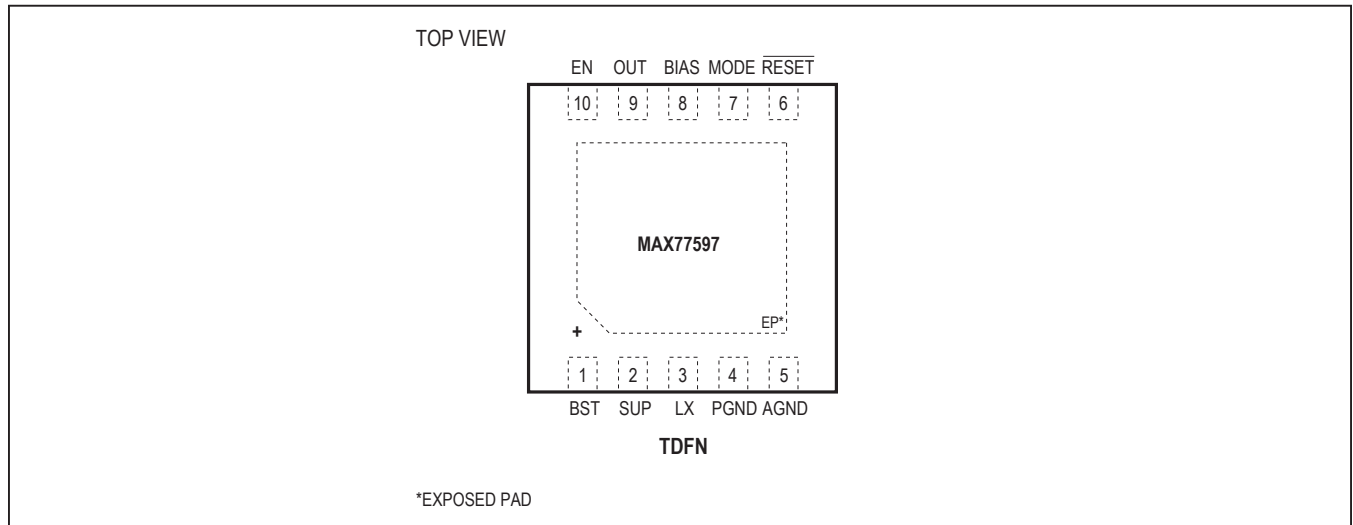 TOP VIEW
EN OUT BIAS MODE RESET
10 9 8 7 6
MAX77597
EP*
+
1 2 3 4 5
BST SUP LX PGND AGND
TDFN
*EXPOSED PAD